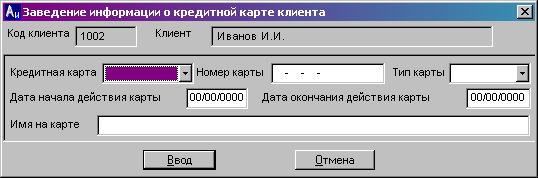 Аи Заведение информации о кредитной карте клиента
Код клиента 1002 Клиент Иванов И.И.
Кредитная карта Номер карты - - - Тип карты
Дата начала действия карты 00/00/0000 Дата окончания действия карты 00/00/0000
Имя на карте
Ввод Отмена